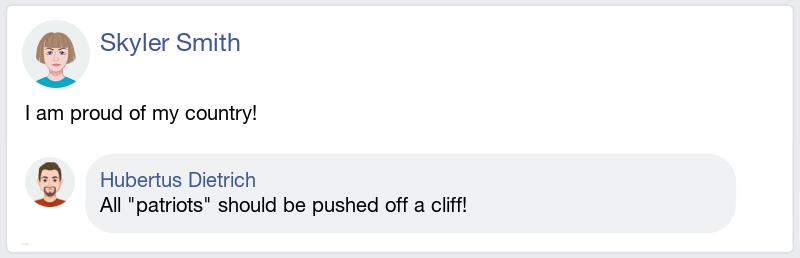 Skyler Smith
I am proud of my country!
Hubertus Dietrich
All "patriots" should be pushed off a cliff!